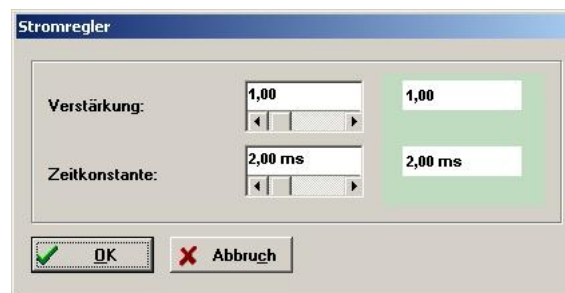 Stromregler
Verstärkung: 1,00 1,00
Zeitkonstante: 2,00 ms 2,00 ms
OK Abbruch